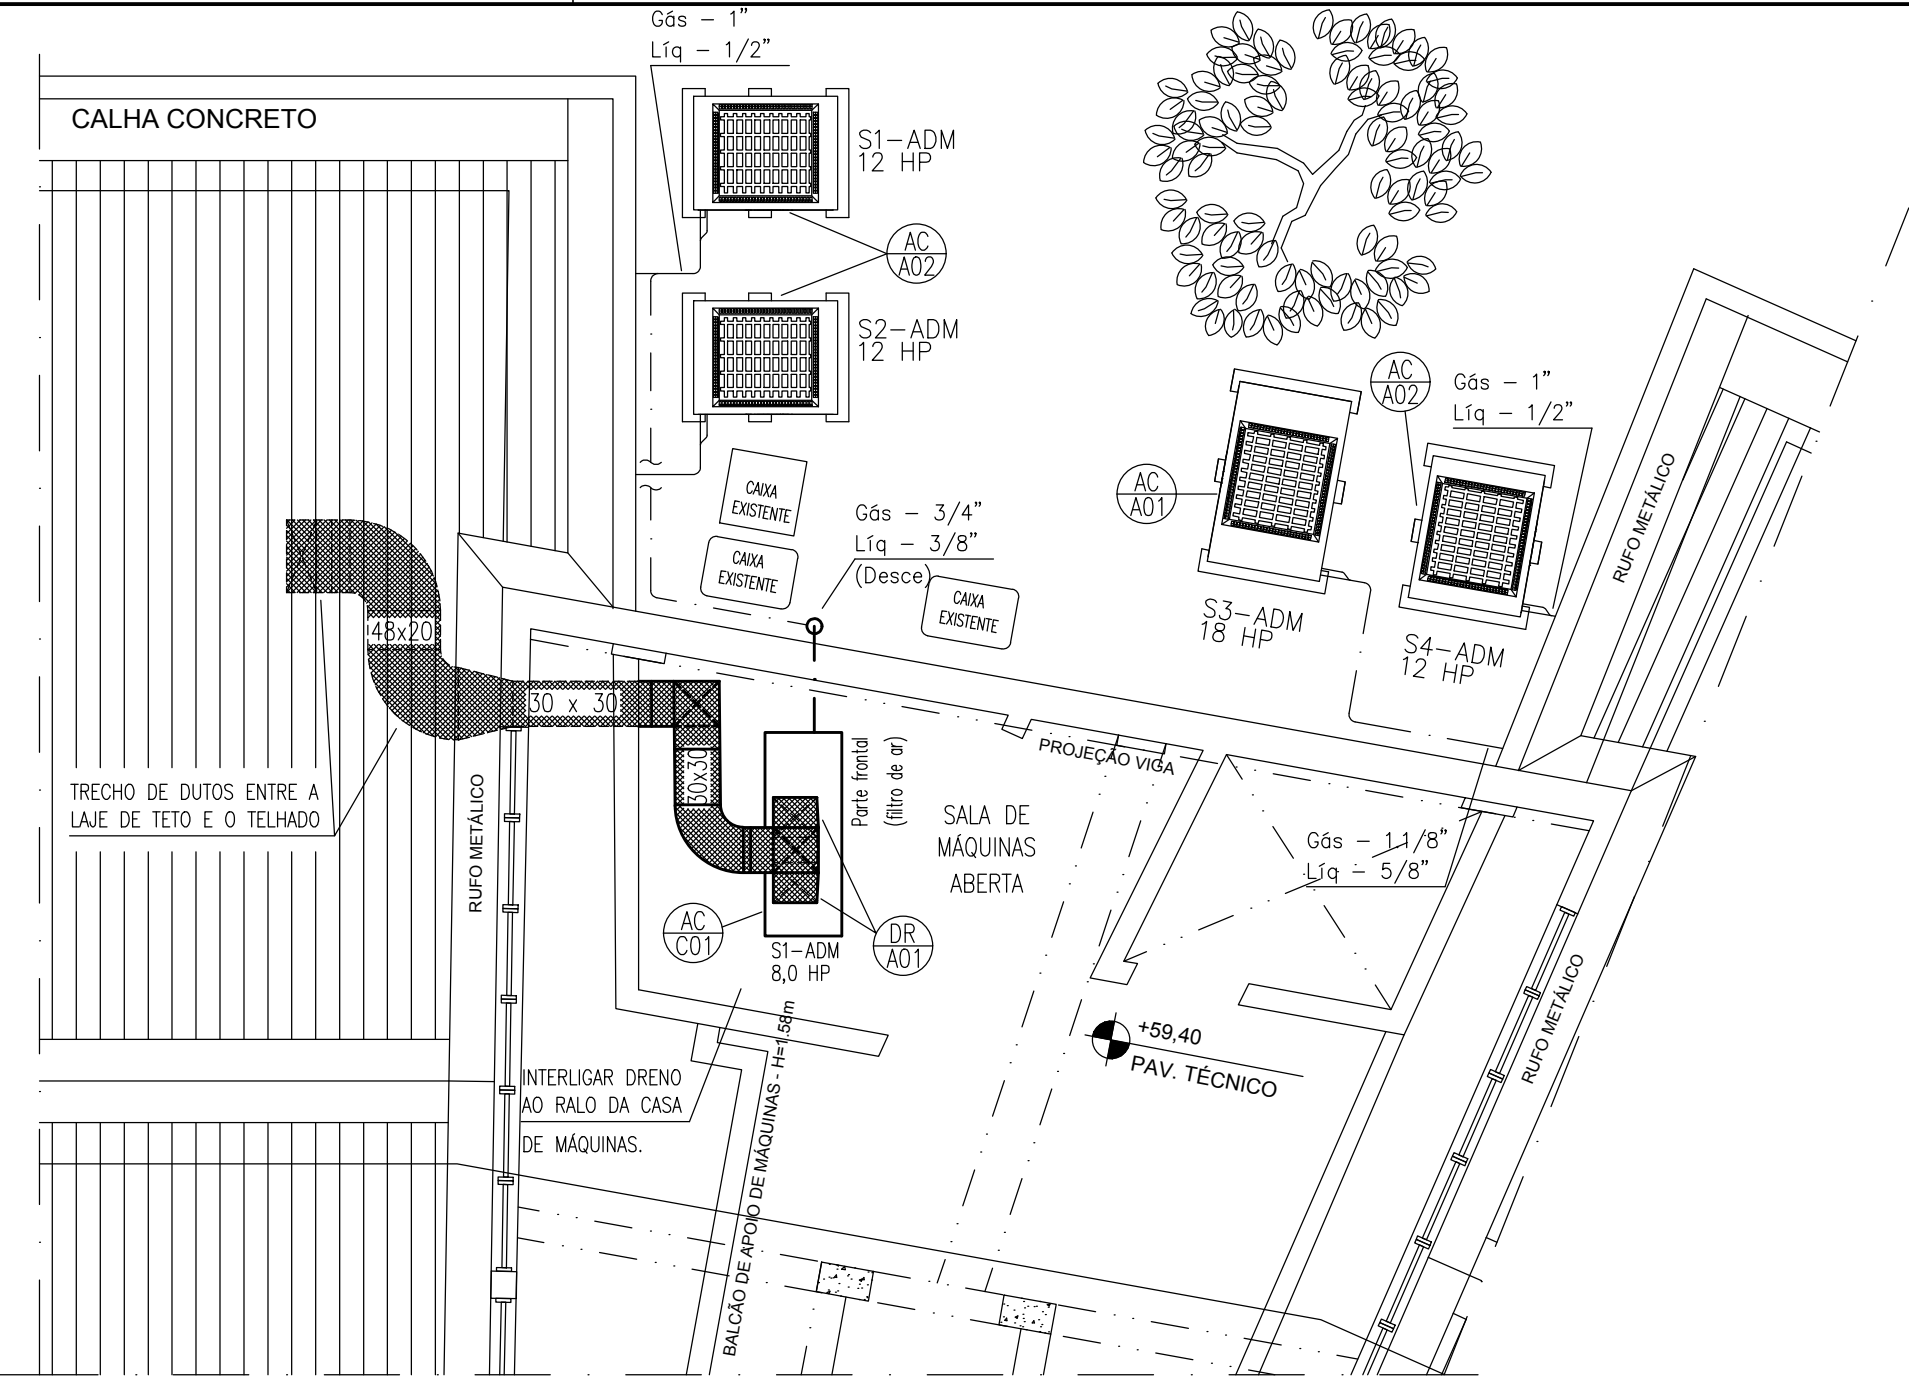 Gás – 1"
Líq – 1/2"
CALHA CONCRETO
S1-ADM
12 HP
AC
A02
S2-ADM
12 HP
AC
A02
Gás – 1"
Líq – 1/2"
CAIXA
EXISTENTE
AC
A01
CAIXA
EXISTENTE
Gás – 3/4"
Líq – 3/8"
(Desce)
CAIXA
EXISTENTE
S3-ADM
18 HP
S4-ADM
12 HP
RUFO METÁLICO
48x20
30 x 30
30x30
Parte frontal
(filtro de ar)
PROJEÇÃO VIGA
TRECHO DE DUTOS ENTRE A
LAJE DE TETO E O TELHADO
RUFO METÁLICO
SALA DE
MÁQUINAS
ABERTA
Gás – 1.1/8"
Líq – 5/8"
AC
C01
DR
A01
S1-ADM
8,0 HP
RUFO METÁLICO
+59,40
PAV. TÉCNICO
INTERLIGAR DRENO
AO RALO DA CASA
DE MÁQUINAS.
BALCÃO DE APOIO DE MÁQUINAS - H=1.58m